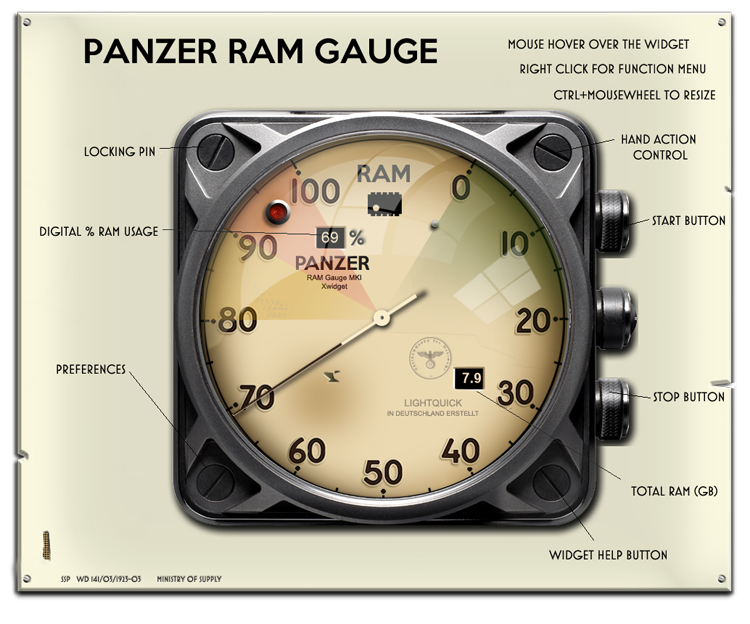 PANZER RAM GAUGE
MOUSE HOVER OVER THE WIDGET
RIGHT CLICK FOR FUNCTION MENU
CTRL+MOUSEWHEEL TO RESIZE
LOCKING PIN
HAND ACTION
CONTROL
RAM
100
0
START BUTTON
DIGITAL % RAM USAGE
69 %
90
10
PANZER
RAM Gauge MKI
Xwidget
80
20
PREFERENCES
7.9
70
30
STOP BUTTON
LIGHTQUICK
IN DEUTSCHLAND ERSTELLT
60
40
50
TOTAL RAM (GB)
WIDGET HELP BUTTON
SSP WD 141/03/1923-03 MINISTRY OF SUPPLY